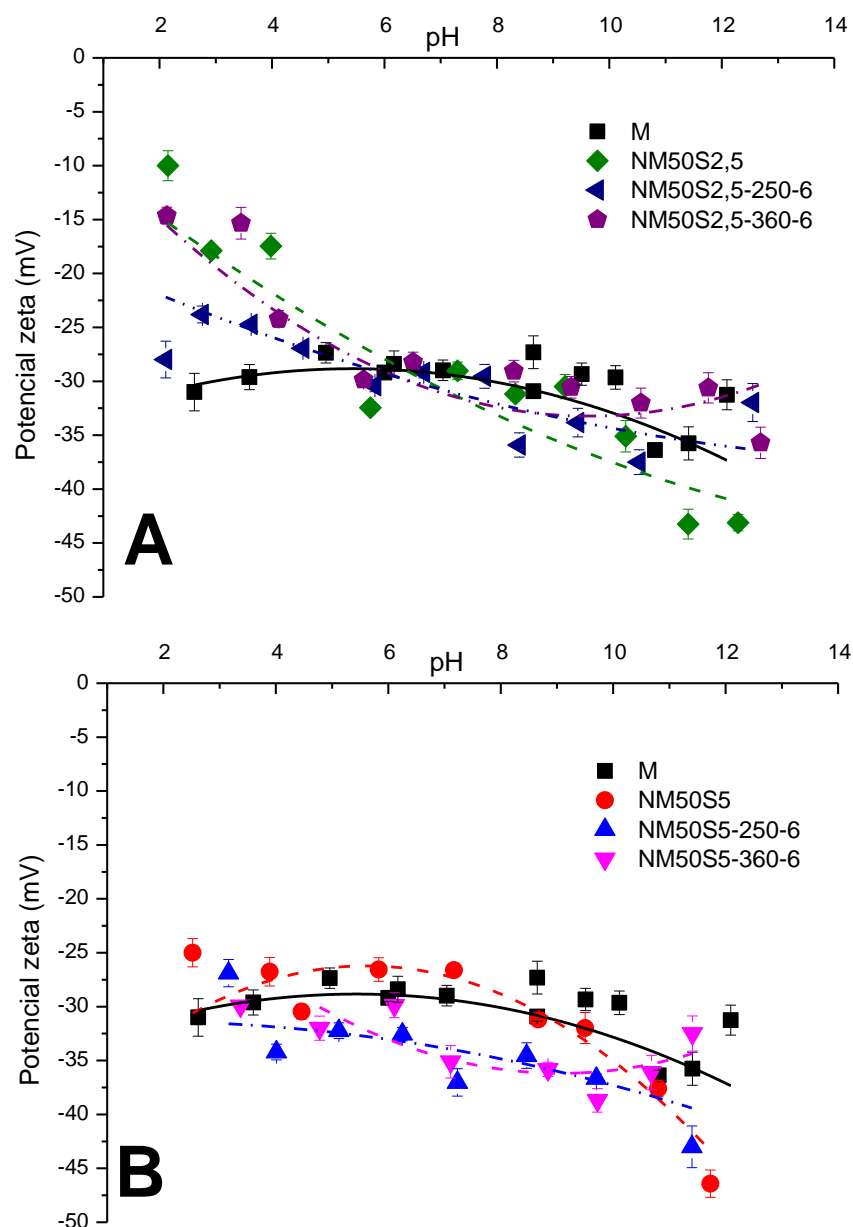 2 4 6 8 10 12 14
pH
0
-5
-10
-15
-20
-25
-30
-35
-40
-45
-50
Potencial zeta (mV)
M
NM50S2,5
NM50S2,5-250-6
NM50S2,5-360-6
A
2 4 6 8 10 12 14
pH
0
-5
-10
-15
-20
-25
-30
-35
-40
-45
-50
Potencial zeta (mV)
M
NM50S5
NM50S5-250-6
NM50S5-360-6
B